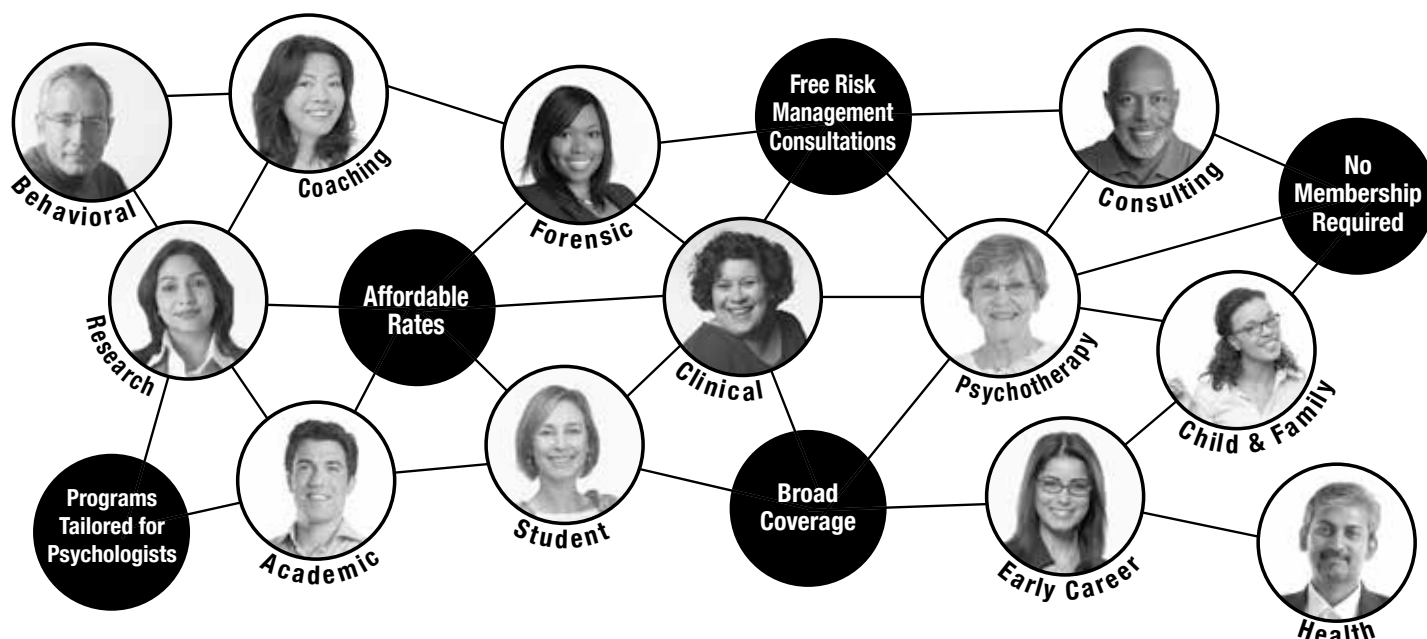 Behavioral
Coaching
Forensic
Free Risk
Management
Consultations
Consulting
No
Membership
Required
Research
Affordable
Rates
Clinical
Psychotherapy
Child & Family
Programs
Tailored for
Psychologists
Academic
Student
Broad
Coverage
Early Career
Health